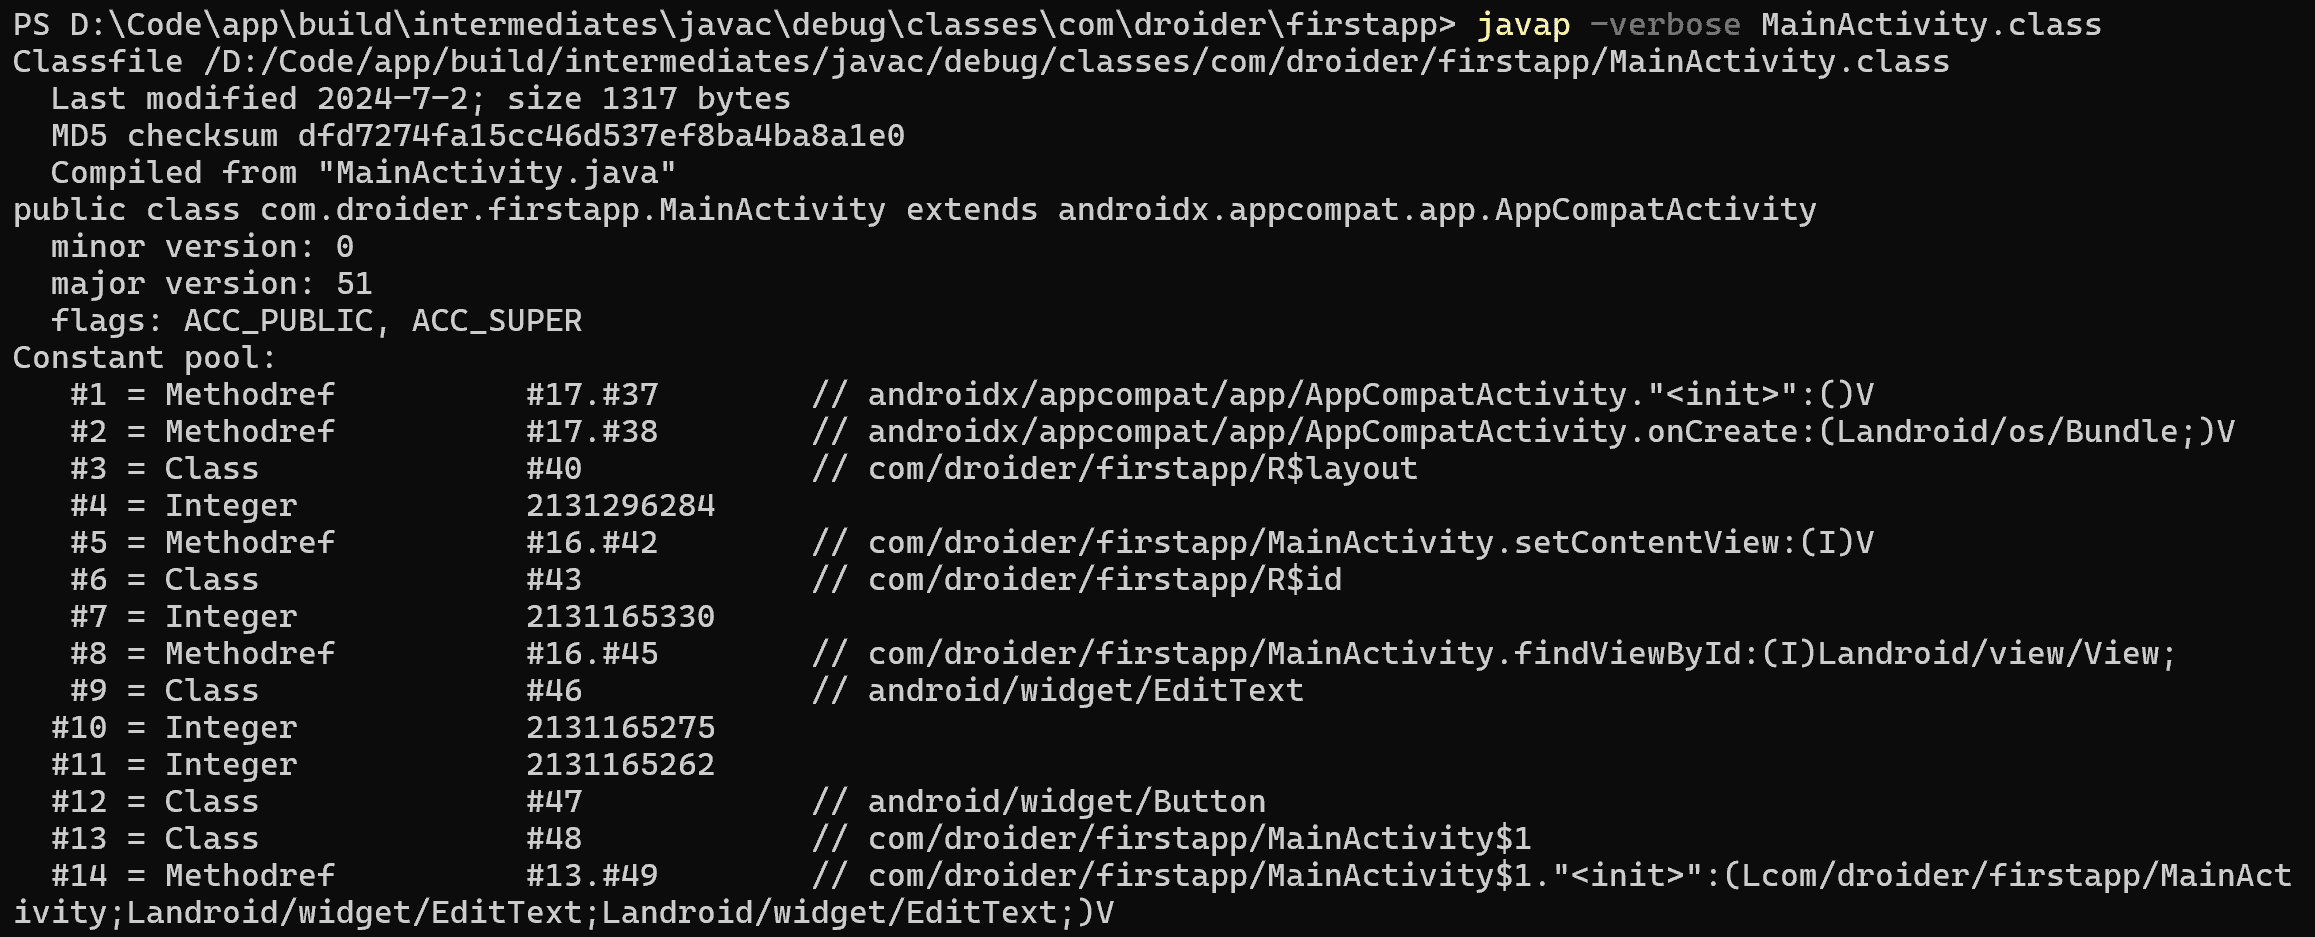 PS D:\Code\app\build\intermediates\javac\debug\classes\com\droider\firstapp> javap -verbose MainActivity.class
Classfile /D:/Code/app/build/intermediates/javac/debug/classes/com/droider/firstapp/MainActivity.class
  Last modified 2024-7-2; size 1317 bytes
  MD5 checksum dfd7274fa15cc46d537ef8ba4ba8a1e0
  Compiled from "MainActivity.java"
public class com.droider.firstapp.MainActivity extends androidx.appcompat.app.AppCompatActivity
  minor version: 0
  major version: 51
  flags: ACC_PUBLIC, ACC_SUPER
Constant pool:
   #1 = Methodref          #17.#37        // androidx/appcompat/app/AppCompatActivity."<init>":()V
   #2 = Methodref          #17.#38        // androidx/appcompat/app/AppCompatActivity.onCreate:(Landroid/os/Bundle;)V
   #3 = Class              #40            // com/droider/firstapp/R$layout
   #4 = Integer            2131296284
   #5 = Methodref          #16.#42        // com/droider/firstapp/MainActivity.setContentView:(I)V
   #6 = Class              #43            // com/droider/firstapp/R$id
   #7 = Integer            2131165330
   #8 = Methodref          #16.#45        // com/droider/firstapp/MainActivity.findViewById:(I)Landroid/view/View;
   #9 = Class              #46            // android/widget/EditText
  #10 = Integer            2131165275
  #11 = Integer            2131165262
  #12 = Class              #47            // android/widget/Button
  #13 = Class              #48            // com/droider/firstapp/MainActivity$1
  #14 = Methodref          #13.#49        // com/droider/firstapp/MainActivity$1."<init>":(Lcom/droider/firstapp/MainAct
ivity;Landroid/widget/EditText;Landroid/widget/EditText;)V